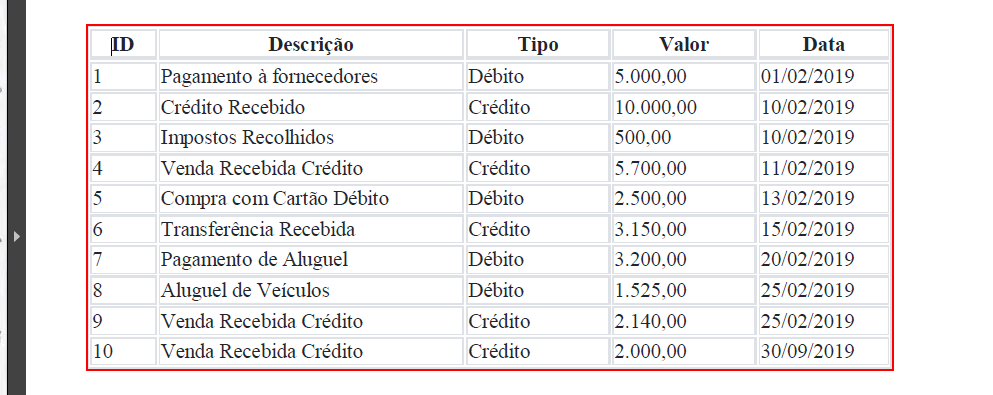 ID Descrição Tipo Valor Data
1 Pagamento à fornecedores Débito 5.000,00 01/02/2019
2 Crédito Recebido Crédito 10.000,00 10/02/2019
3 Impostos Recolhidos Débito 500,00 10/02/2019
4 Venda Recebida Crédito Crédito 5.700,00 11/02/2019
5 Compra com Cartão Débito Débito 2.500,00 13/02/2019
6 Transferência Recebida Crédito 3.150,00 15/02/2019
7 Pagamento de Aluguel Débito 3.200,00 20/02/2019
8 Aluguel de Veículos Débito 1.525,00 25/02/2019
9 Venda Recebida Crédito Crédito 2.140,00 25/02/2019
10 Venda Recebida Crédito Crédito 2.000,00 30/09/2019